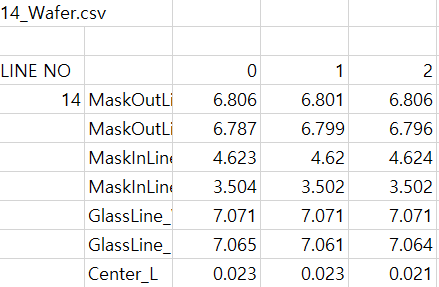 14_Wafer.csv
LINE NO 0 1 2
14 MaskOutLi 6.806 6.801 6.806
MaskOutLi 6.787 6.799 6.796
MaskInLine 4.623 4.62 4.624
MaskInLine 3.504 3.502 3.502
GlassLine_ 7.071 7.071 7.071
GlassLine_ 7.065 7.061 7.064
Center_L 0.023 0.023 0.021